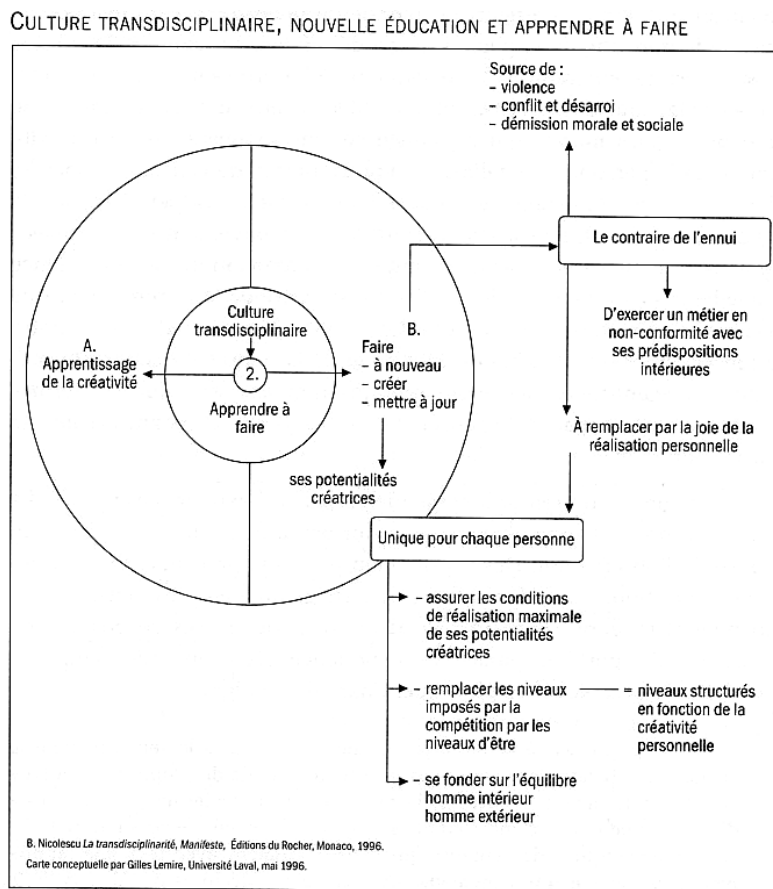 CULTURE TRANSDISCIPLINAIRE, NOUVELLE ÉDUCATION ET APPRENDRE À FAIRE
Source de :
– violence
– conflit et désarroi
– démission morale et sociale
Le contraire de l'ennui
D'exercer un métier en
non-conformité avec
ses prédispositions
intérieures
À remplacer par la joie de la
réalisation personnelle
Culture
transdisciplinaire
2.
Apprendre à
faire
A.
Apprentissage
de la créativité
B.
Faire
– à nouveau
– créer
– mettre à jour
ses potentialités
créatrices
Unique pour chaque personne
– assurer les conditions
de réalisation maximale
de ses potentialités
créatrices
– remplacer les niveaux
imposés par la
compétition par les
niveaux d'être
= niveaux structurés
en fonction de la
créativité
personnelle
– se fonder sur l'équilibre
homme intérieur
homme extérieur
B. Nicolescu La transdisciplinarité, Manifeste, Éditions du Rocher, Monaco, 1996.
Carte conceptuelle par Gilles Lemire, Université Laval, mai 1996.